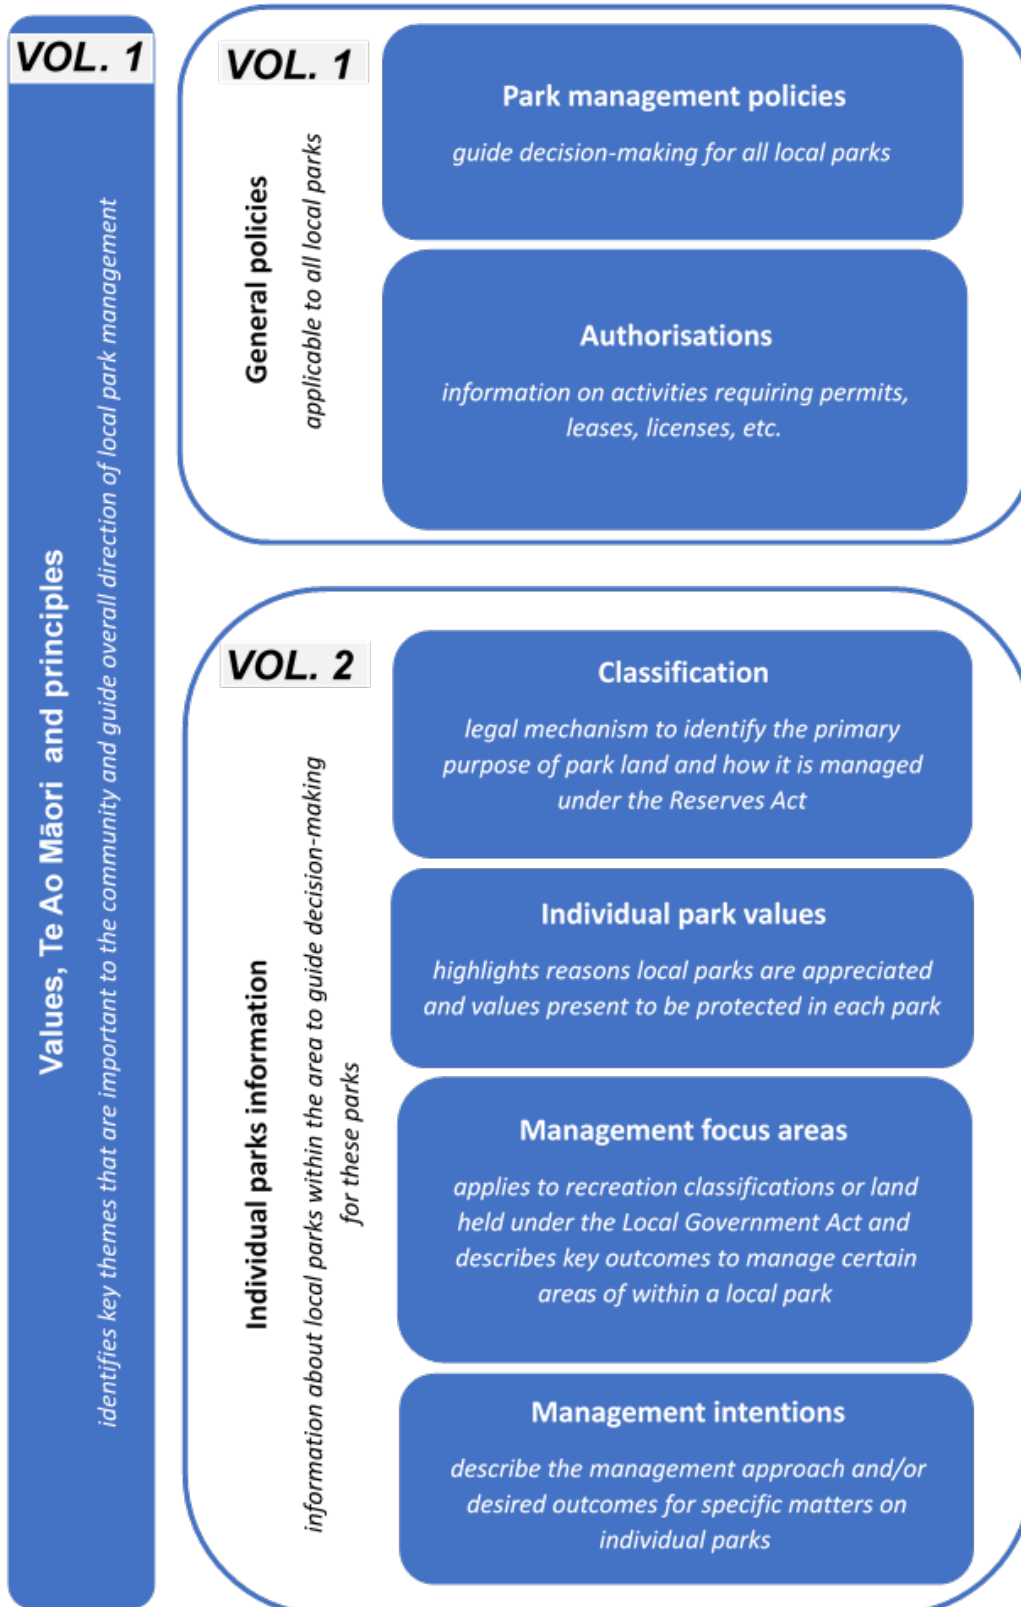 VOL. 1
Values, Te Ao Māori and principles
identifies key themes that are important to the community and guide overall direction of local park management
VOL. 1
General policies
applicable to all local parks
Park management policies
guide decision-making for all local parks
Authorisations
information on activities requiring permits,
leases, licenses, etc.
VOL. 2
Individual parks information
information about local parks within the area to guide decision-making
for these parks
Classification
legal mechanism to identify the primary
purpose of park land and how it is managed
under the Reserves Act
Individual park values
highlights reasons local parks are appreciated
and values present to be protected in each park
Management focus areas
applies to recreation classifications or land
held under the Local Government Act and
describes key outcomes to manage certain
areas of within a local park
Management intentions
describe the management approach and/or
desired outcomes for specific matters on
individual parks